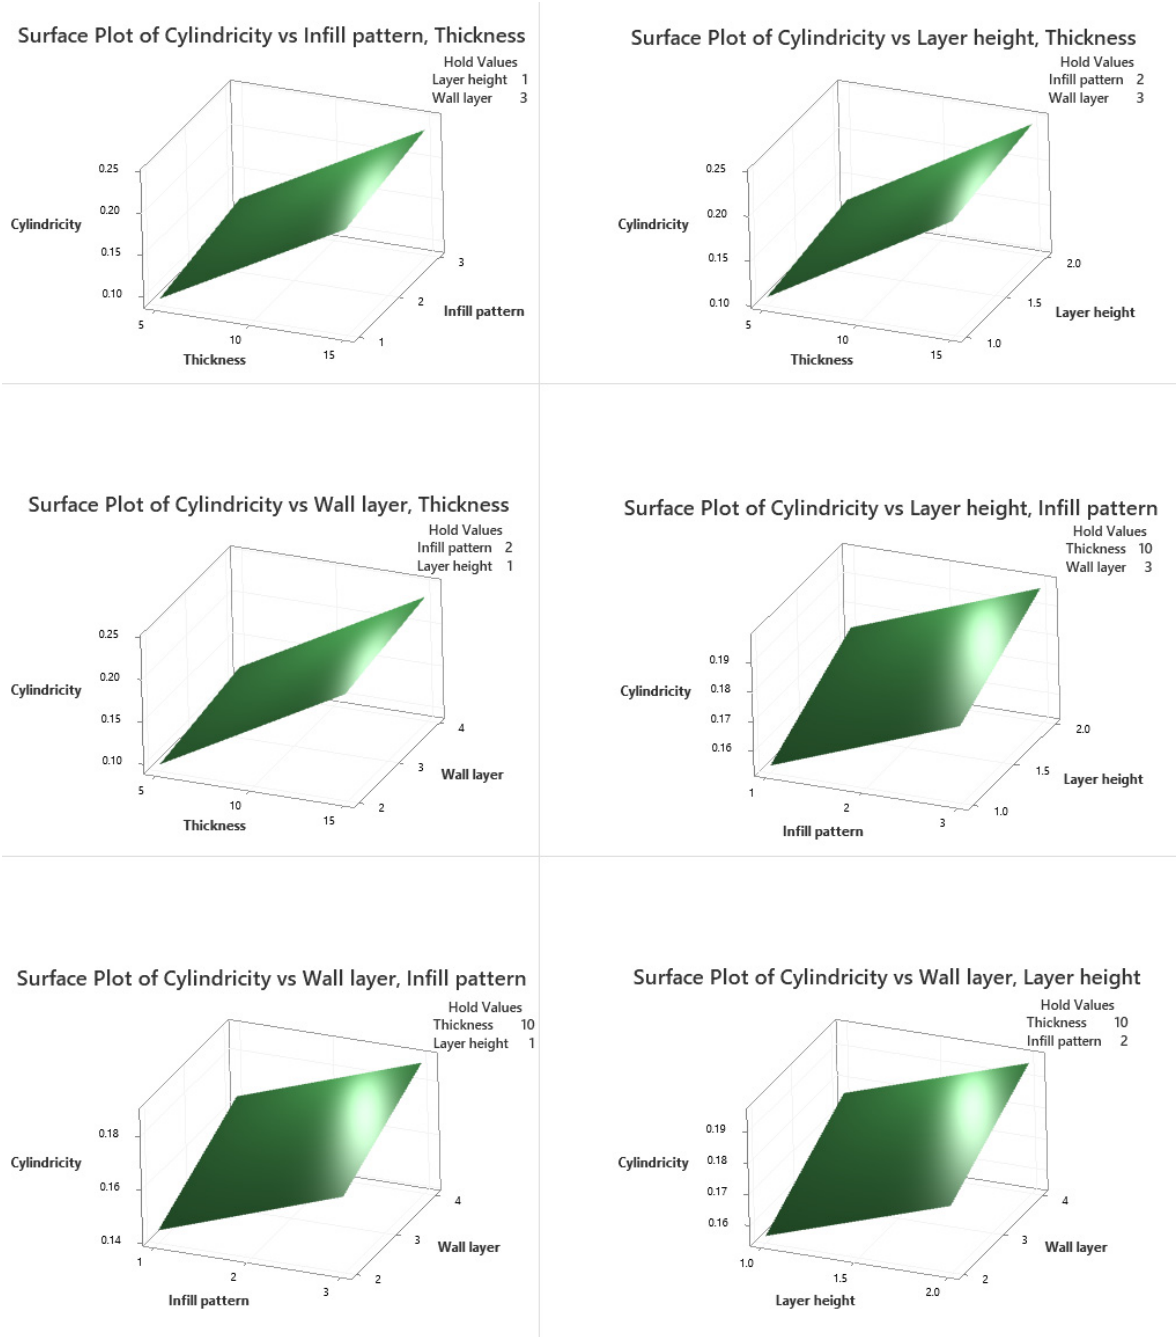 Surface Plot of Cylindricity vs Infill pattern, Thickness
Hold Values
Layer height 1
Wall layer 3
0.25
0.20
Cylindricity
0.15
0.10
5
10
15
Thickness
1
2
3
Infill pattern
Surface Plot of Cylindricity vs Layer height, Thickness
Hold Values
Infill pattern 2
Wall layer 3
0.25
0.20
Cylindricity
0.15
0.10
5
10
15
Thickness
1.0
1.5
2.0
Layer height
Surface Plot of Cylindricity vs Wall layer, Thickness
Hold Values
Infill pattern 2
Layer height 1
0.25
0.20
Cylindricity
0.15
0.10
5
10
15
Thickness
2
3
4
Wall layer
Surface Plot of Cylindricity vs Layer height, Infill pattern
Hold Values
Thickness 10
Wall layer 3
0.19
Cylindricity
0.18
0.17
0.16
1
2
3
Infill pattern
1.0
1.5
2.0
Layer height
Surface Plot of Cylindricity vs Wall layer, Infill pattern
Hold Values
Thickness 10
Layer height 1
0.18
Cylindricity
0.16
0.14
1
2
3
Infill pattern
2
3
4
Wall layer
Surface Plot of Cylindricity vs Wall layer, Layer height
Hold Values
Thickness 10
Infill pattern 2
0.19
Cylindricity
0.18
0.17
0.16
1.0
1.5
2.0
Layer height
2
3
4
Wall layer